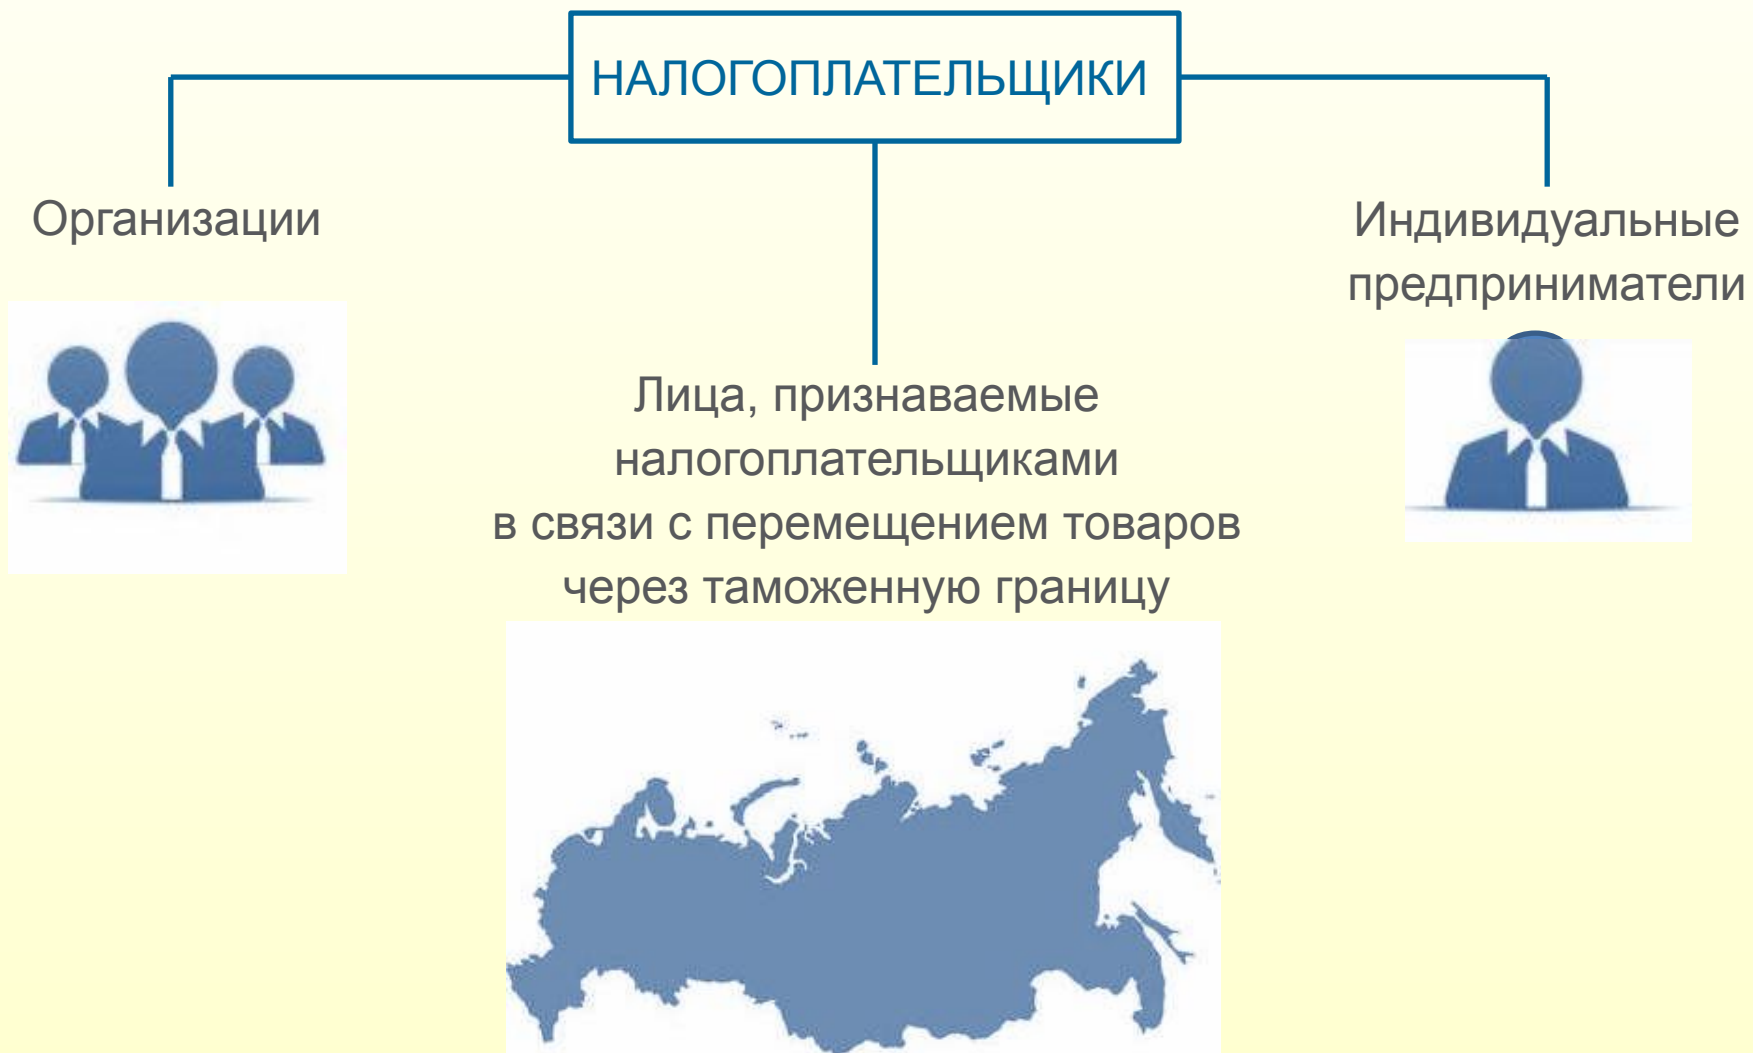 НАЛОГОПЛАТЕЛЬЩИКИ
Организации
Лица, признаваемые
налогоплательщиками
в связи с перемещением товаров
через таможенную границу
Индивидуальные
предприниматели